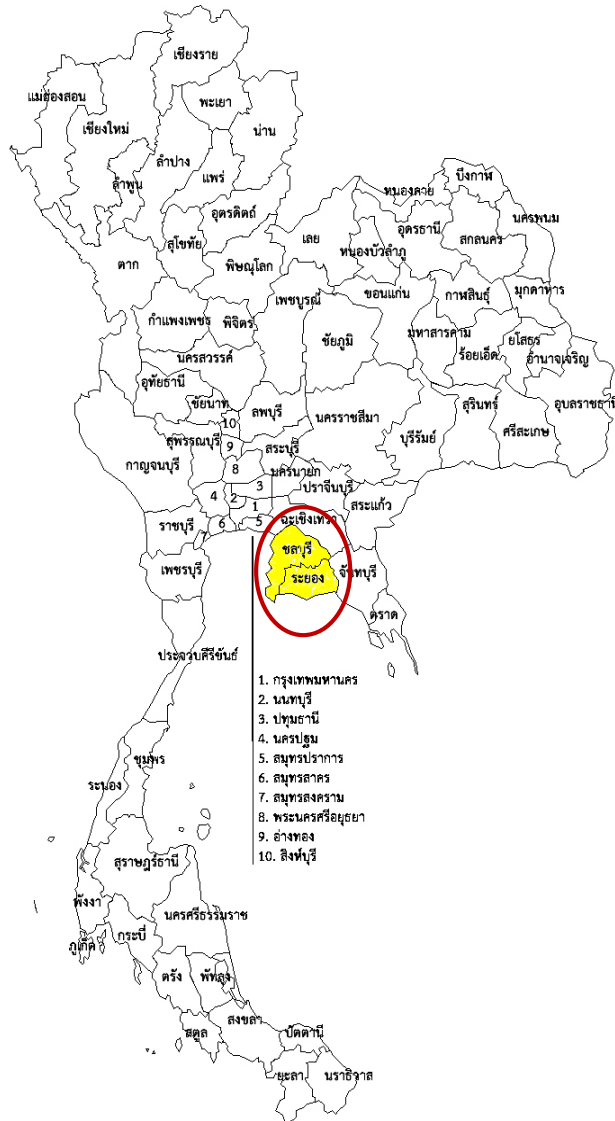 เชียงราย
แม่ฮ่องสอน
พะเยา
เชียงใหม่
น่าน
ลำปาง
ลำพูน
แพร่
บึงกาฬ
หนองคาย
อุตรดิตถ์
นครพนม
อุดรธานี
สุโขทัย
เลย
สกลนคร
หนองบัวลำภู
ตาก
พิษณุโลก
เพชรบูรณ์
ขอนแก่น
กาฬสินธุ์
มุกดาหาร
กำแพงเพชร
พิจิตร
ชัยภูมิ
มหาสารคาม
ยโสธร
ร้อยเอ็ด
อำนาจเจริญ
นครสวรรค์
อุทัยธานี
ชัยนาท
ลพบุรี
นครราชสีมา
สุรินทร์
อุบลราชธานี
10
สุพรรณบุรี
9
สระบุรี
บุรีรัมย์
ศรีสะเกษ
กาญจนบุรี
8
นครนายก
3
ปราจีนบุรี
4
2
1
สระแก้ว
ราชบุรี
6
5
ฉะเชิงเทรา
7
ชลบุรี
เพชรบุรี
ระยอง
จันทบุรี
ตราด
ประจวบคีรีขันธ์
1. กรุงเทพมหานคร
2. นนทบุรี
3. ปทุมธานี
4. นครปฐม
5. สมุทรปราการ
6. สมุทรสาคร
7. สมุทรสงคราม
8. พระนครศรีอยุธยา
9. อ่างทอง
10. สิงห์บุรี
ชุมพร
ระนอง
สุราษฎร์ธานี
พังงา
นครศรีธรรมราช
กระบี่
ภูเก็ต
ตรัง
พัทลุง
สงขลา
สตูล
ปัตตานี
ยะลา
นราธิวาส